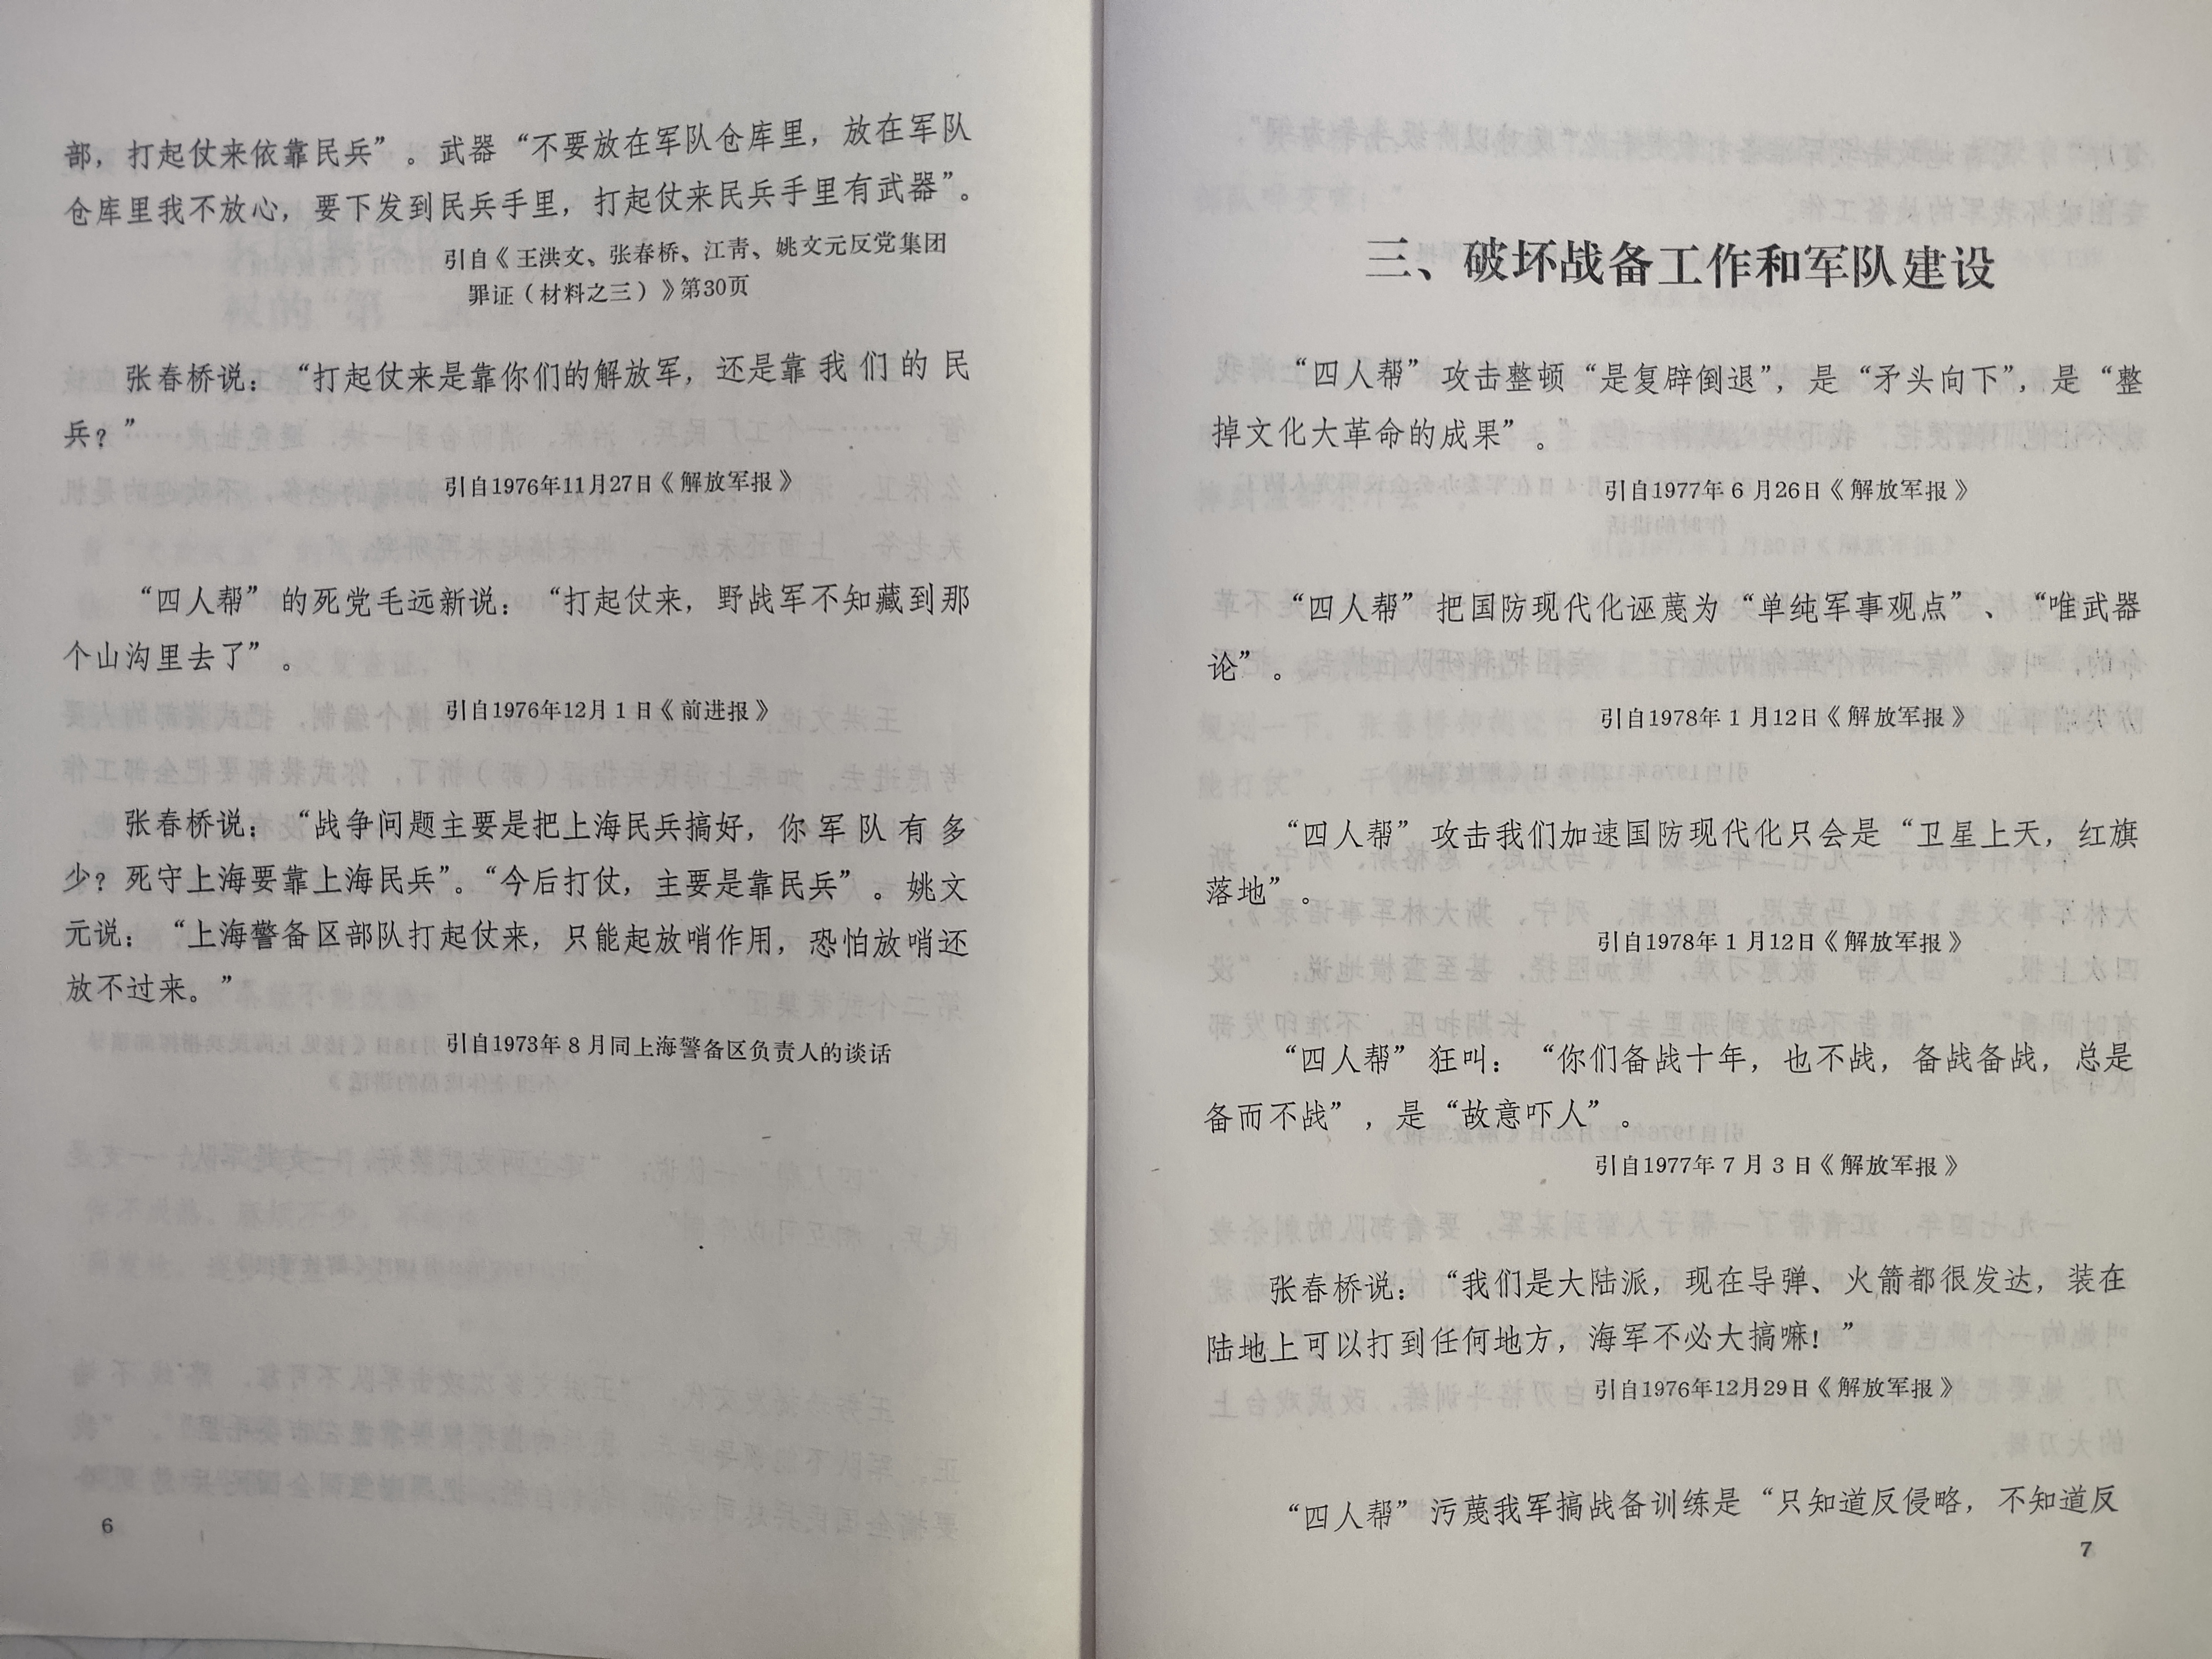 部，打起仗来依靠民兵”。武器“不要放在军队仓库里，放在军队
仓库里我不放心，要下发到民兵手里，打起仗来民兵手里有武器”。
引自《王洪文、张春桥、江青、姚文元反党集团
罪证（材料之三）》第30页
张春桥说：“打起仗来是靠你们的解放军，还是靠我们的民
兵？”
引自1976年11月27日《解放军报》
“四人帮”的死党毛远新说：“打起仗来，野战军不知藏到那
个山沟里去了”。
引自1976年12月1日《前进报》
张春桥说：“战争问题主要是把上海民兵搞好，你军队有多
少？死守上海要靠上海民兵”。“今后打仗，主要是靠民兵”。姚文
元说：“上海警备区部队打起仗来，只能起放哨作用，恐怕放哨还
放不过来。”
引自1973年8月同上海警备区负责人的谈话
6
三、破坏战备工作和军队建设
“四人帮”攻击整顿“是复辟倒退”，是“矛头向下”，是“整
掉文化大革命的成果”。
引自1977年6月26日《解放军报》
“四人帮”把国防现代化诬蔑为“单纯军事观点”、“唯武器
论”。
引自1978年1月12日《解放军报》
“四人帮”攻击我们加速国防现代化只会是“卫星上天，红旗
落地”。
引自1978年1月12日《解放军报》
“四人帮”狂叫：“你们备战十年，也不战，备战备战，总是
备而不战”，是“故意吓人”。
引自1977年7月3日《解放军报》
张春桥说：“我们是大陆派，现在导弹、火箭都很发达，装在
陆地上可以打到任何地方，海军不必大搞嘛！”
引自1976年12月29日《解放军报》
“四人帮”污蔑我军搞战备训练是“只知道反侵略，不知道反
7